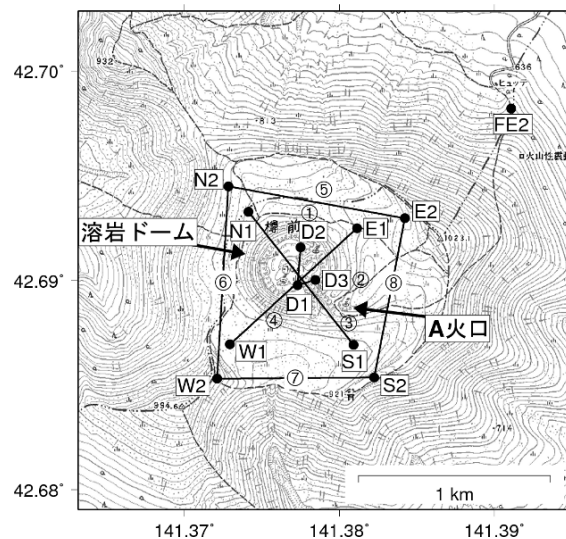 42.70°
932
636
ヒュッテ
FE2
火山性
813
N2
⑤
E2
N1
①
E1
1023
溶岩ドーム
D2
D3
②
⑥
⑧
D1
A火口
④
③
W1
S1
42.69°
W2
⑦
S2
994.6
921
714
1 km
42.68°
141.37°
141.38°
141.39°